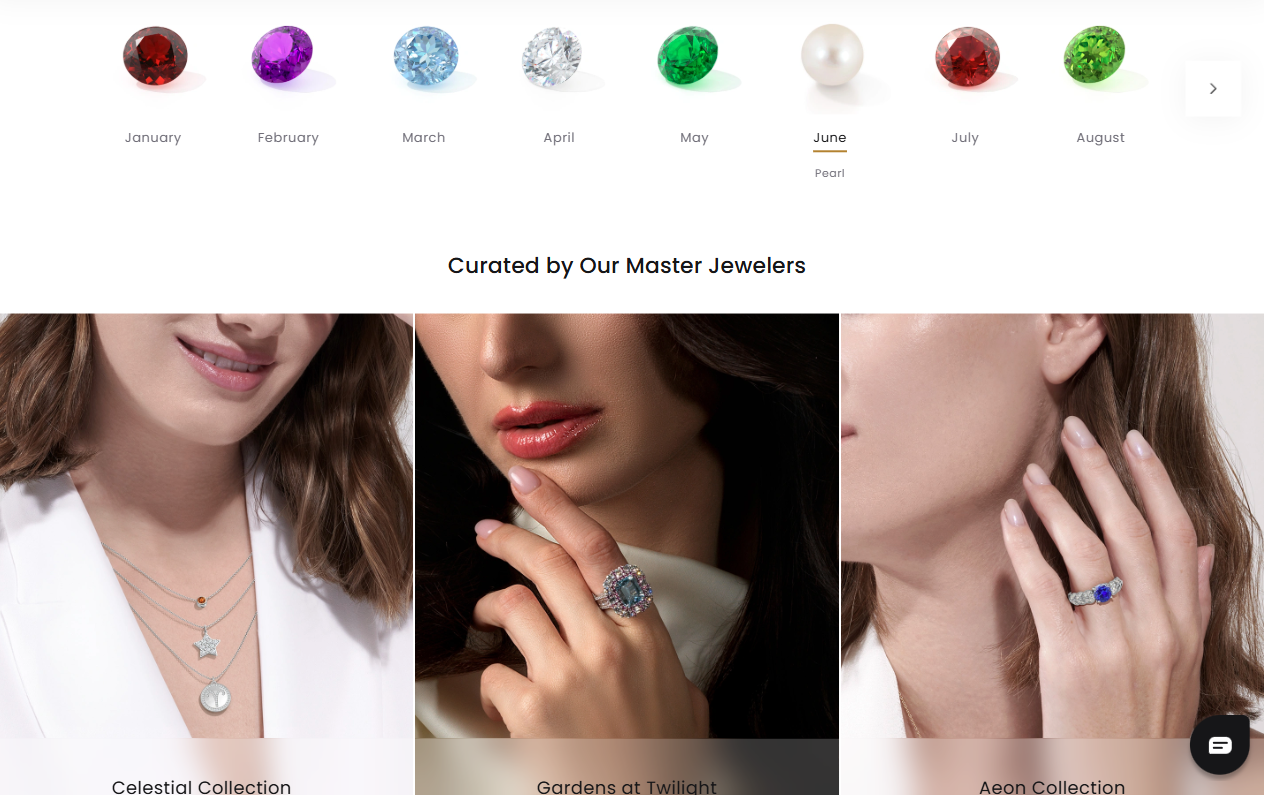 January
February
March
April
May
June
July
August
Pearl
Curated by Our Master Jewelers
Celestial Collection
Gardens at Twilight
Aeon Collection